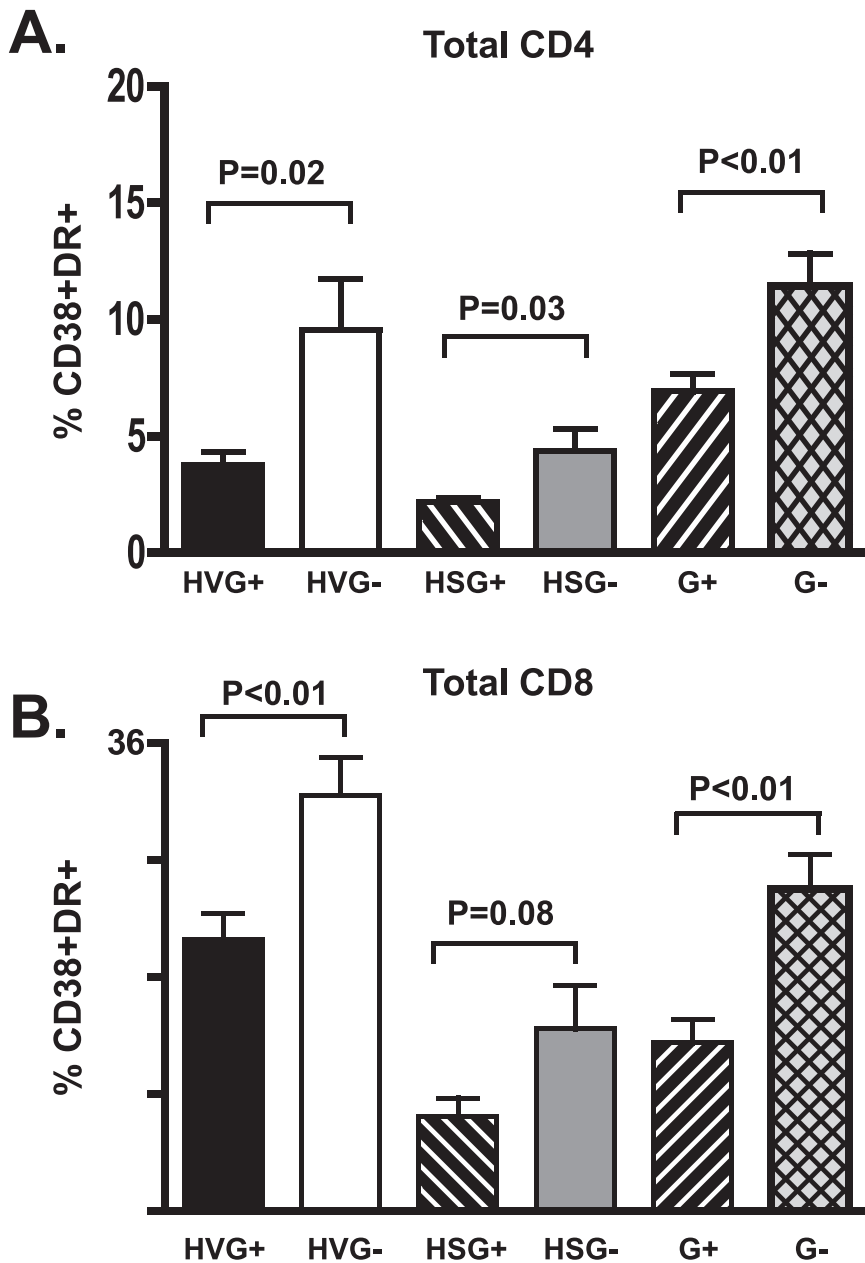 A.
Total CD4
20
15
10
5
0
% CD38+DR+
P=0.02
P=0.03
P<0.01
HVG+ HVG- HSG+ HSG- G+ G-
B.
Total CD8
36
% CD38+DR+
P<0.01
P=0.08
P<0.01
HVG+ HVG- HSG+ HSG- G+ G-